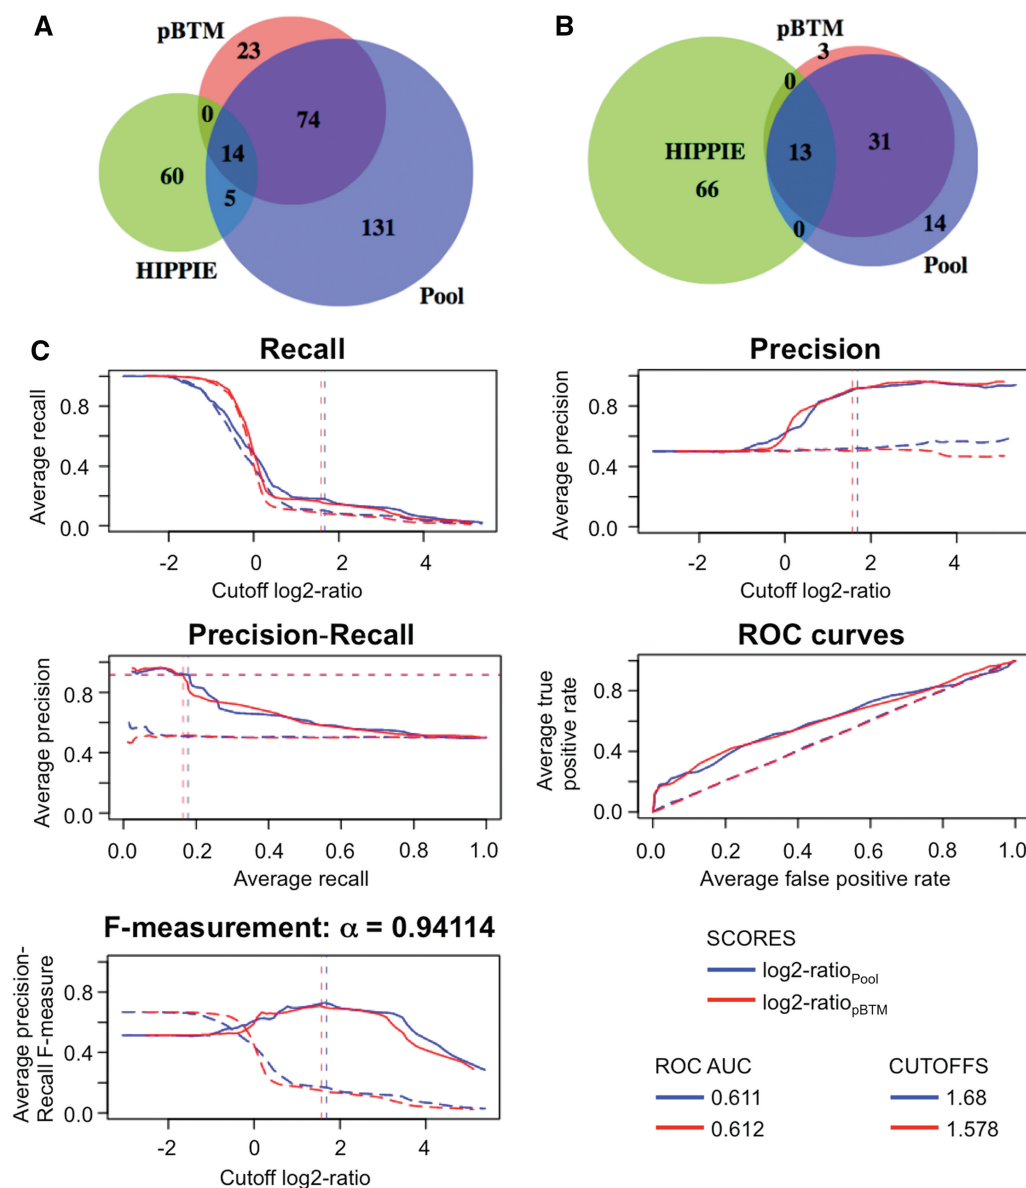 A
pBTM
23
0
74
14
60
5
131
HIPPIE
Pool
B
pBTM
3
0
HIPPIE
13
31
66
0
14
Pool
C
Recall
Average recall
0.8
0.4
0.0
-2 0 2 4
Cutoff log2-ratio
Precision
Average precision
0.8
0.4
0.0
-2 0 2 4
Cutoff log2-ratio
Precision-Recall
Average precision
0.8
0.4
0.0
0.0 0.2 0.4 0.6 0.8 1.0
Average recall
ROC curves
Average true
positive rate
0.8
0.4
0.0
0.0 0.2 0.4 0.6 0.8 1.0
Average false positive rate
F-measurement: α = 0.94114
Average precision-
Recall F-measure
0.8
0.4
0.0
-2 0 2 4
Cutoff log2-ratio
SCORES
log2-ratioPool
log2-ratiopBTM
ROC AUC
0.611
0.612
CUTOFFS
1.68
1.578